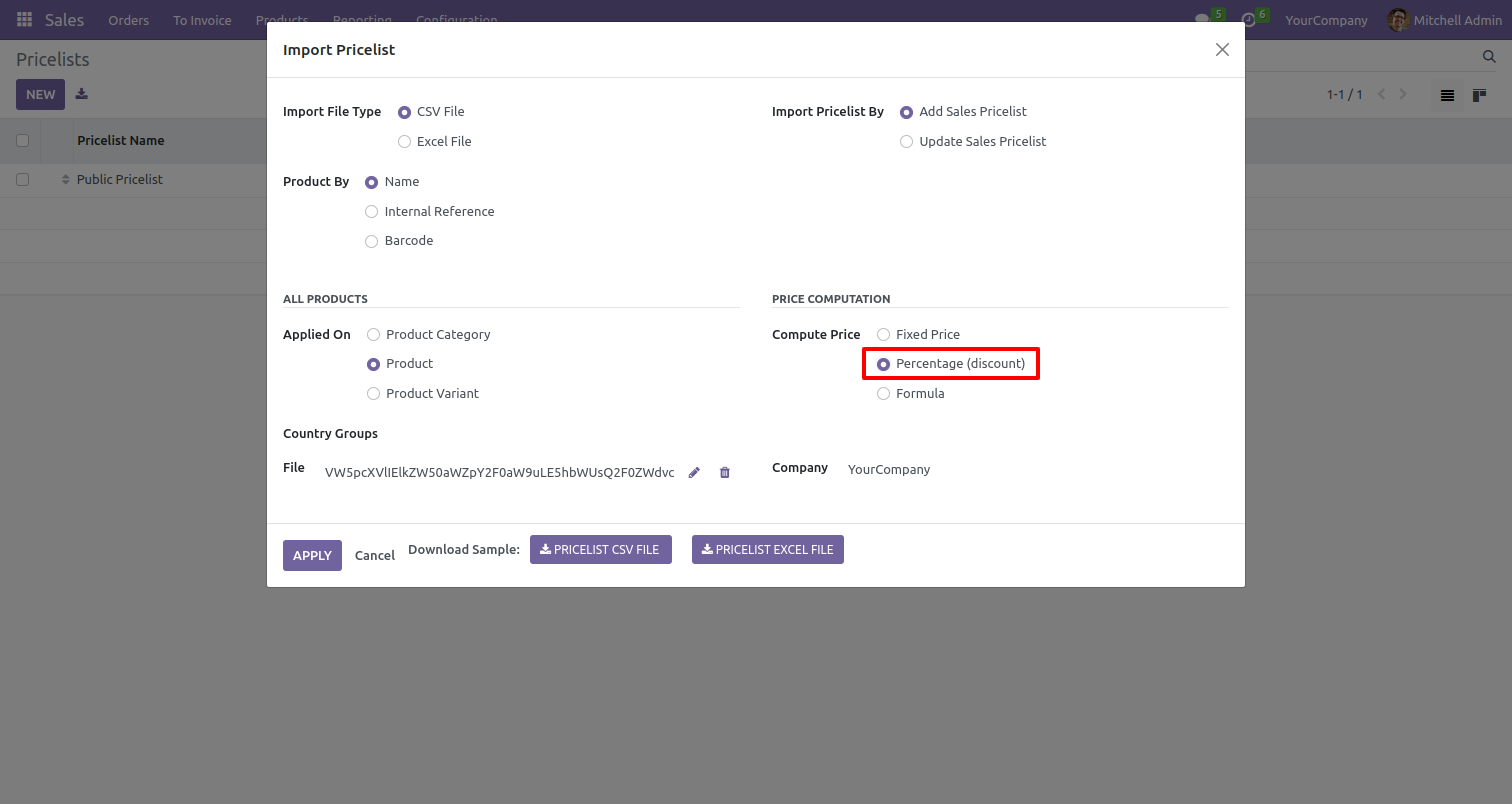 Sales Orders To Invoice Products Reporting Configuration 5 6 YourCompany Mitchell Admin
Pricelists
NEW
1-1 / 1
Pricelist Name
Public Pricelist
Import Pricelist
Import File Type
CSV File
Excel File
Import Pricelist By
Add Sales Pricelist
Update Sales Pricelist
Product By
Name
Internal Reference
Barcode
ALL PRODUCTS
Applied On
Product Category
Product
Product Variant
PRICE COMPUTATION
Compute Price
Fixed Price
Percentage (discount)
Formula
Country Groups
File VW5pcXVlIElkZW50aWZpY2F0aW9uLE5hbWUsQ2F0ZWdvc
Company YourCompany
APPLY Cancel Download Sample: PRICELIST CSV FILE PRICELIST EXCEL FILE